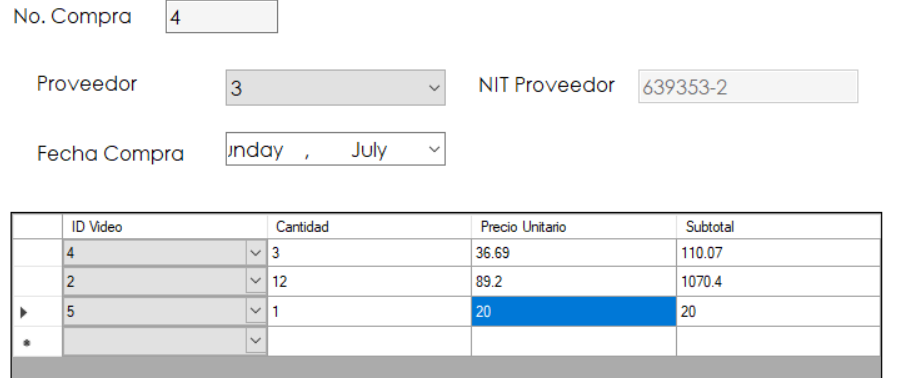 No. Compra 4
Proveedor 3 NIT Proveedor 639353-2
Fecha Compra unday , July
ID Video Cantidad Precio Unitario Subtotal
4 3 36.69 110.07
2 12 89.2 1070.4
5 1 20 20